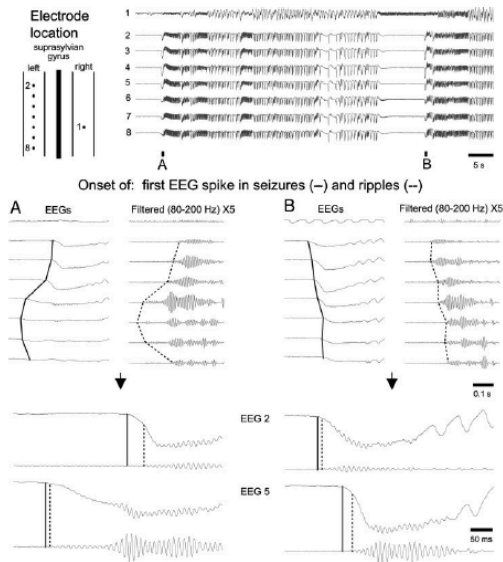 Electrode
location
suprasylvian
gyrus
left right
2
1
8
1
2
3
4
5
6
7
8
A B 5 s
Onset of: first EEG spike in seizures (–) and ripples (--)
A EEGs Filtered (80-200 Hz) X5 B EEGs Filtered (80-200 Hz) X5
0.1 s
EEG 2
EEG 5
50 ms